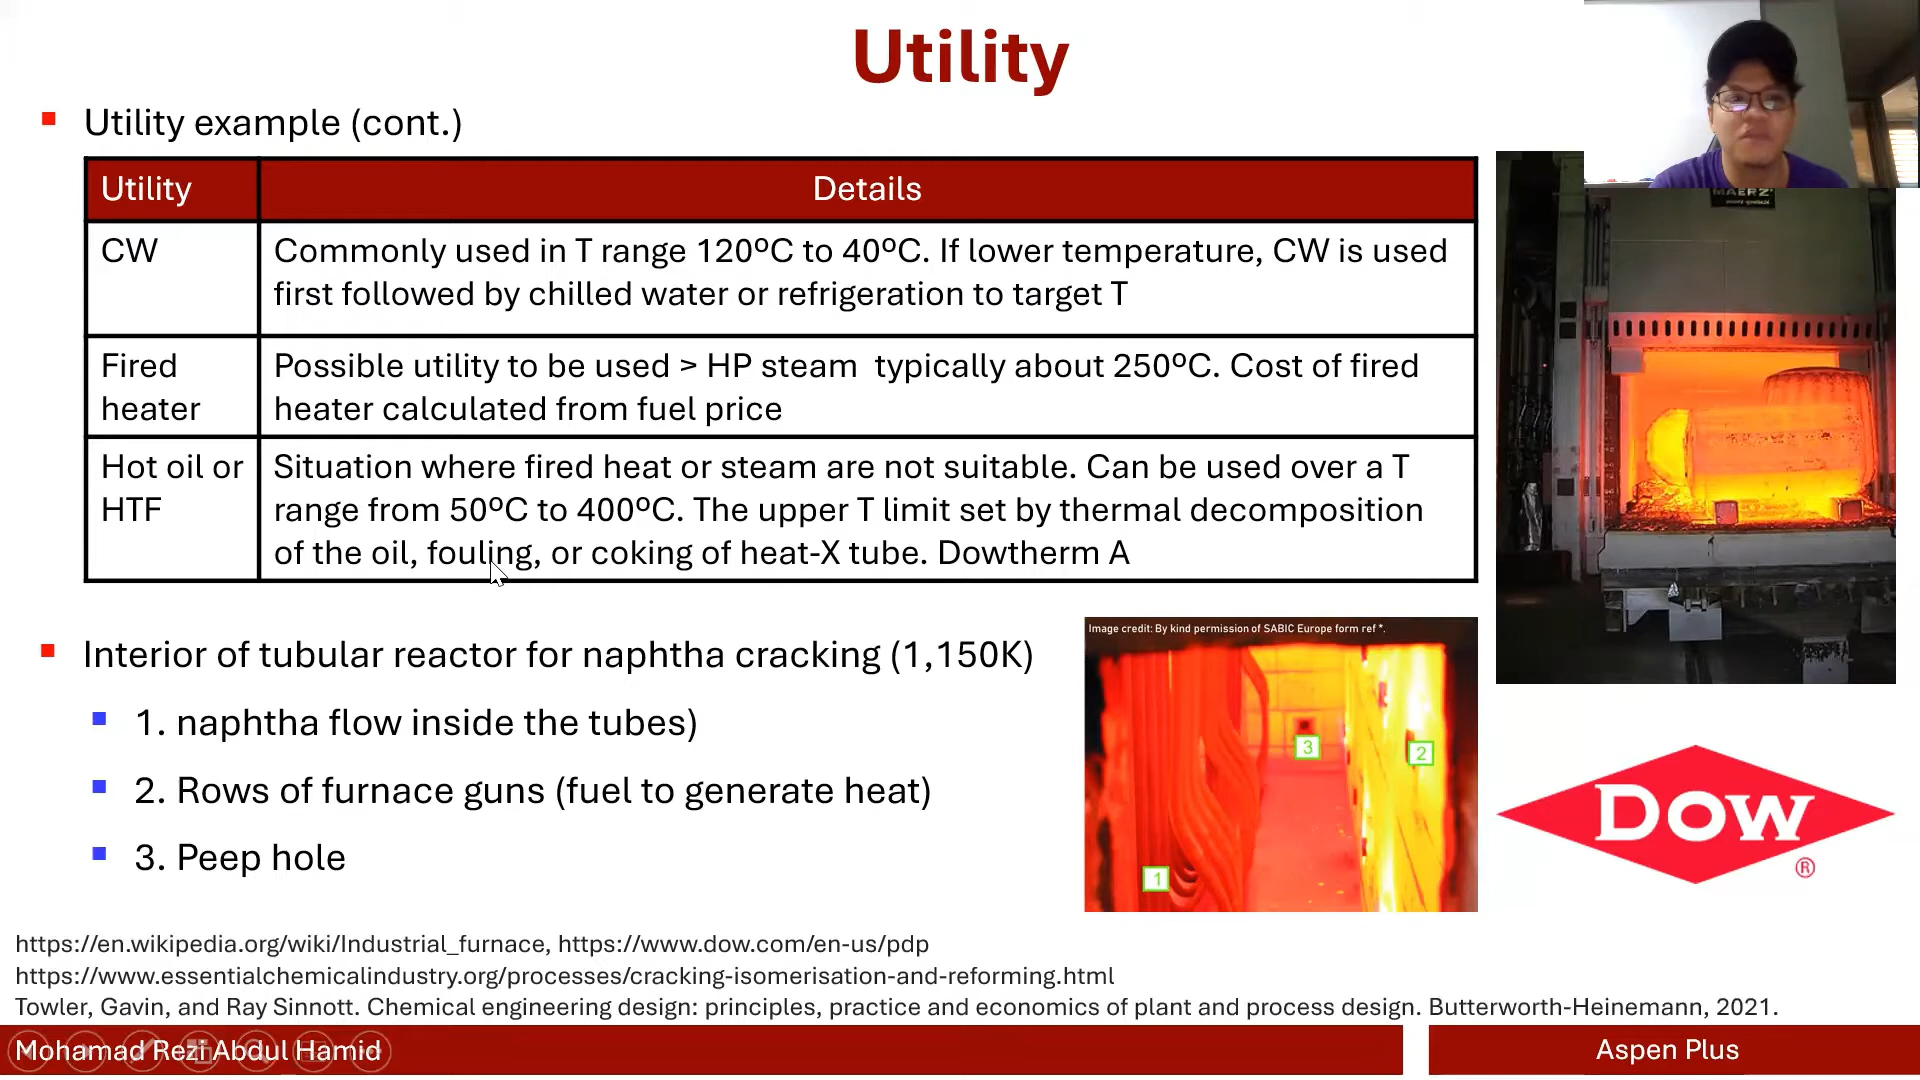 Utility
Utility example (cont.)
Utility
Details
CW
Commonly used in T range 120ºC to 40ºC. If lower temperature, CW is used
first followed by chilled water or refrigeration to target T
Fired
heater
Possible utility to be used > HP steam typically about 250ºC. Cost of fired
heater calculated from fuel price
Hot oil or
HTF
Situation where fired heat or steam are not suitable. Can be used over a T
range from 50ºC to 400ºC. The upper T limit set by thermal decomposition
of the oil, fouling, or coking of heat-X tube. Dowtherm A
MAERZ
Interior of tubular reactor for naphtha cracking (1,150K)
1. naphtha flow inside the tubes)
2. Rows of furnace guns (fuel to generate heat)
3. Peep hole
Image credit: By kind permission of SABIC Europe form ref *.
3
2
1
DOW
®
https://en.wikipedia.org/wiki/Industrial_furnace, https://www.dow.com/en-us/pdp
https://www.essentialchemicalindustry.org/processes/cracking-isomerisation-and-reforming.html
Towler, Gavin, and Ray Sinnott. Chemical engineering design: principles, practice and economics of plant and process design. Butterworth-Heinemann, 2021.
Mohamad Rezi Abdul Hamid
Aspen Plus